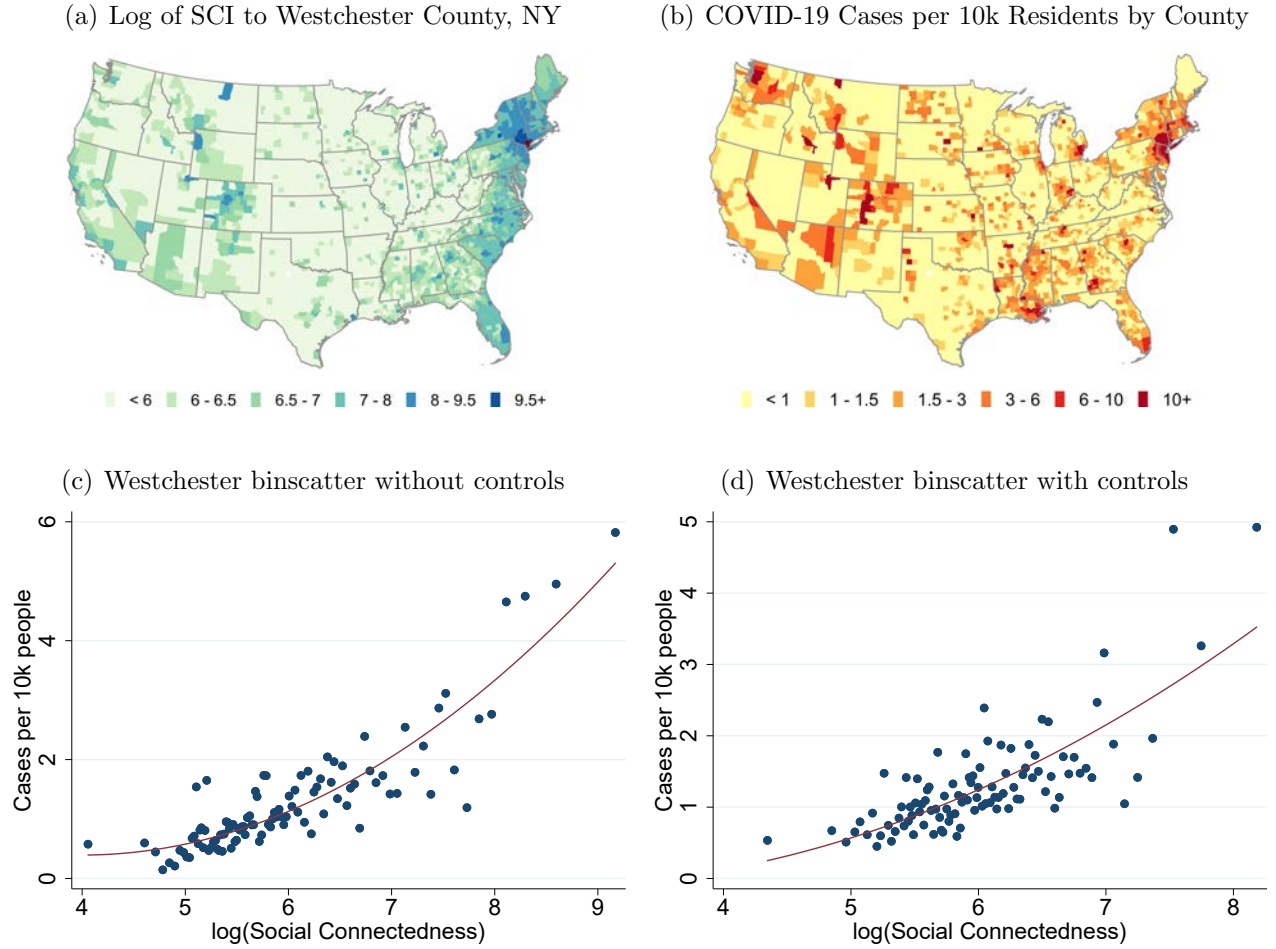 (a) Log of SCI to Westchester County, NY
(b) COVID-19 Cases per 10k Residents by County
< 6 6 - 6.5 6.5 - 7 7 - 8 8 - 9.5 9.5+
< 1 1 - 1.5 1.5 - 3 3 - 6 6 - 10 10+
(c) Westchester binscatter without controls
(d) Westchester binscatter with controls
Cases per 10k people
6
4
2
0
4 5 6 7 8 9
log(Social Connectedness)
Cases per 10k people
5
4
3
2
1
0
4 5 6 7 8
log(Social Connectedness)